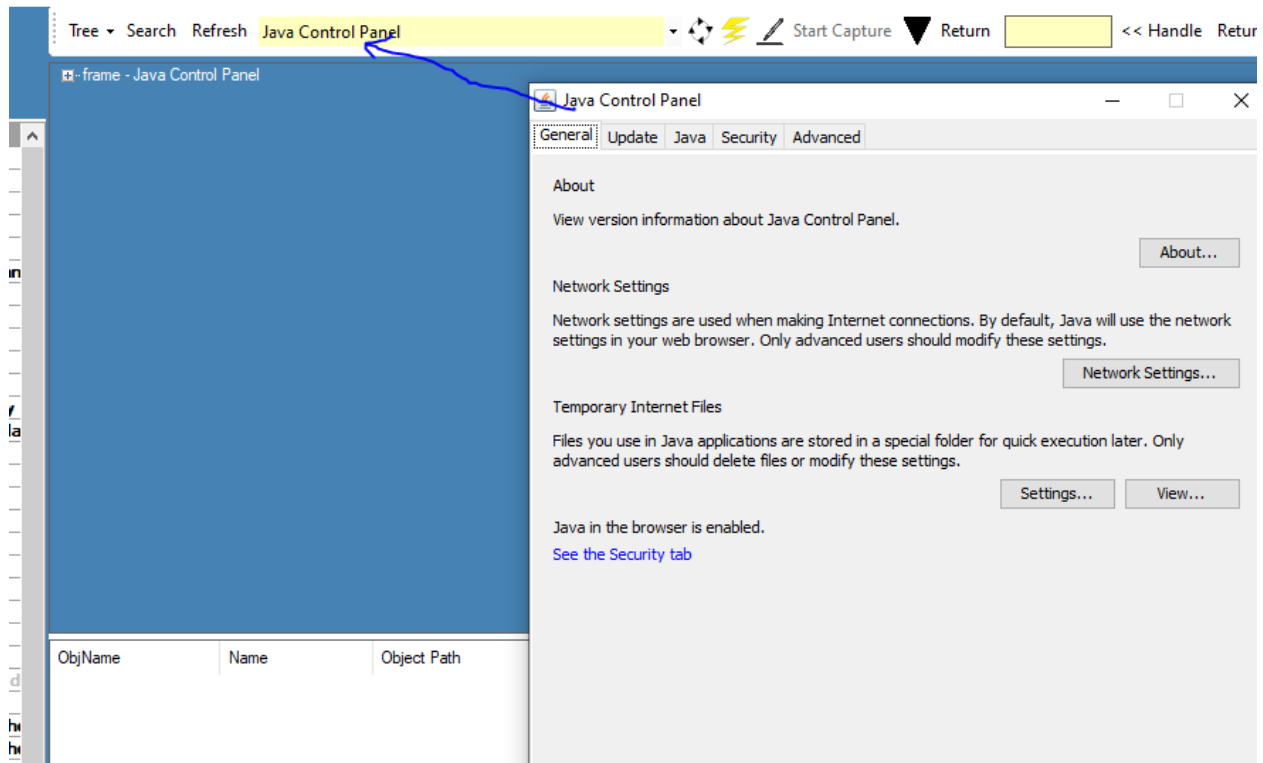 Tree Search Refresh Java Control Panel Start Capture Return << Handle Retur
frame - Java Control Panel
Java Control Panel
General Update Java Security Advanced
About
View version information about Java Control Panel.
About...
Network Settings
Network settings are used when making Internet connections. By default, Java will use the network
settings in your web browser. Only advanced users should modify these settings.
Network Settings...
Temporary Internet Files
Files you use in Java applications are stored in a special folder for quick execution later. Only
advanced users should delete files or modify these settings.
Settings... View...
Java in the browser is enabled.
See the Security tab
ObjName Name Object Path